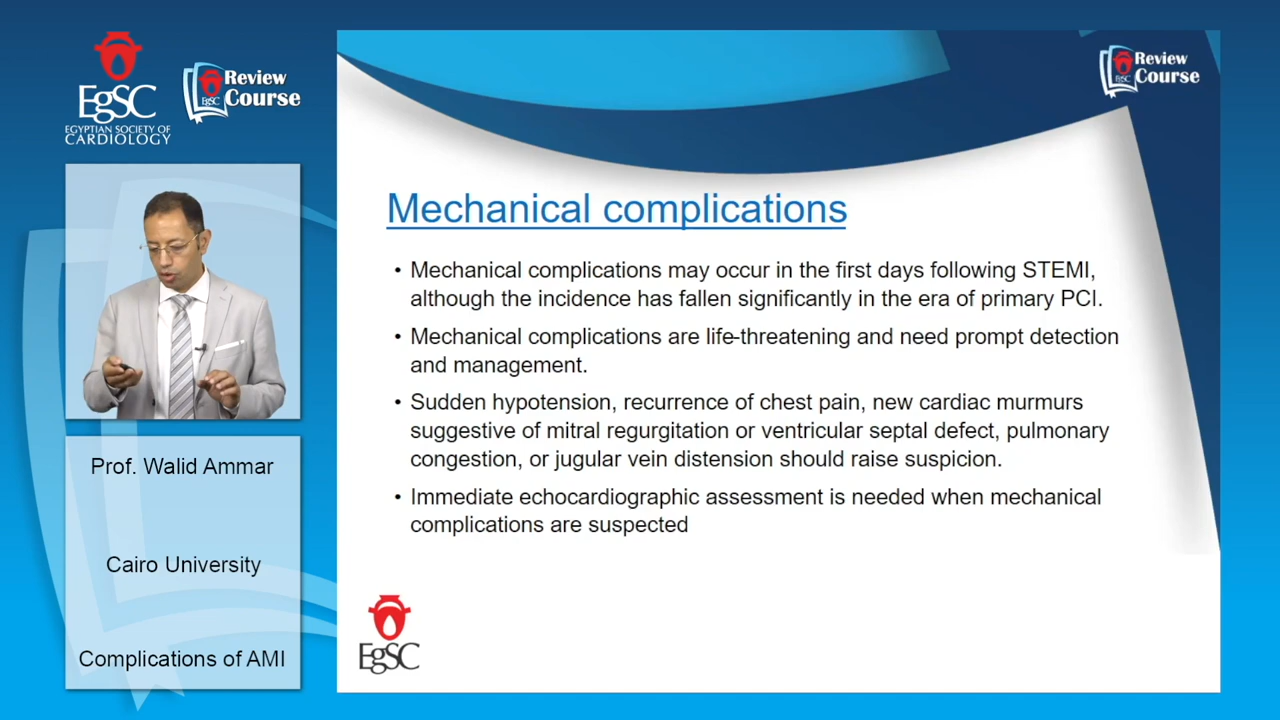 EgSC
EGYPTIAN SOCIETY OF
CARDIOLOGY
EgSC
Review
Course
Prof. Walid Ammar
Cairo University
Complications of AMI
EgSC
Review
Course
Mechanical complications
• Mechanical complications may occur in the first days following STEMI,
although the incidence has fallen significantly in the era of primary PCI.
• Mechanical complications are life-threatening and need prompt detection
and management.
• Sudden hypotension, recurrence of chest pain, new cardiac murmurs
suggestive of mitral regurgitation or ventricular septal defect, pulmonary
congestion, or jugular vein distension should raise suspicion.
• Immediate echocardiographic assessment is needed when mechanical
complications are suspected
EgSC